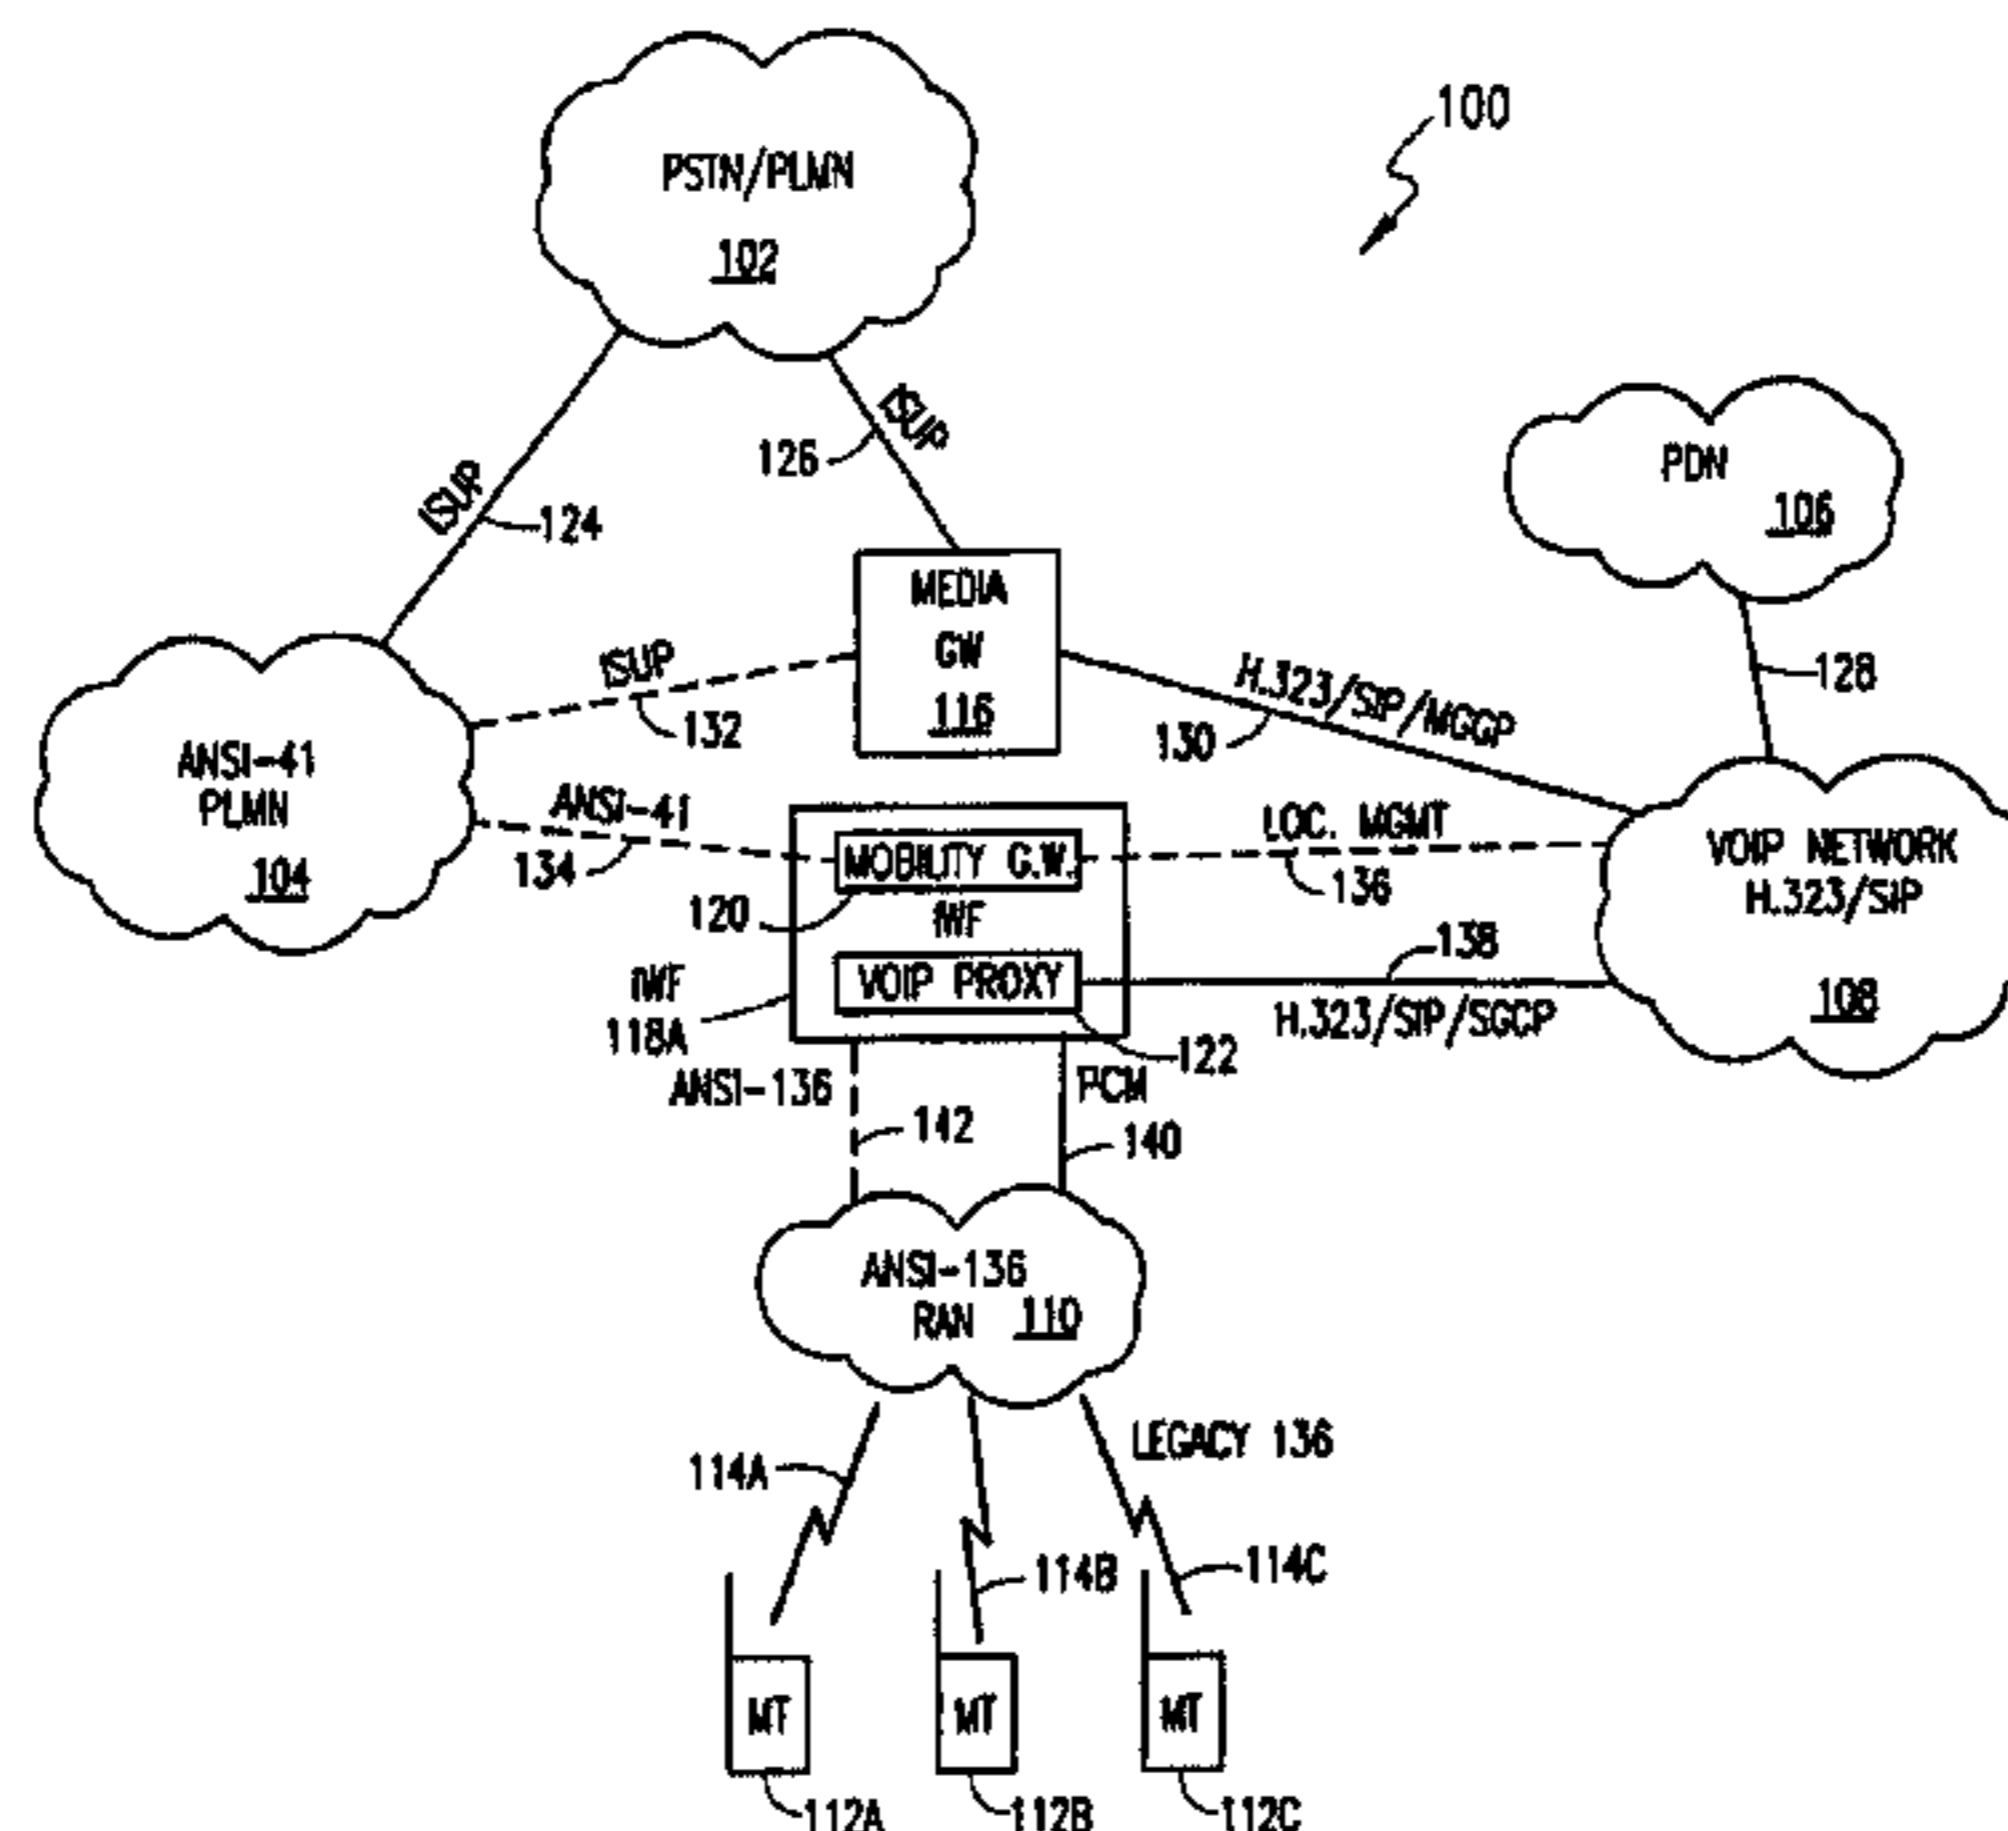 100
PSTN/PLMN
102
ISUP
126
ISUP
124
PDN
106
128
MEDIA
GW
116
ISUP
132
H.323/SIP/MGGP
130
ANSI-41
PLMN
104
ANSI-41
134
MOBILITY G.W.
120
IWF
VOIP PROXY
122
IWF
118A
LOC. MGMT
136
138
H.323/SIP/SGCP
VOIP NETWORK
H.323/SIP
108
ANSI-136
142
PCM
140
ANSI-136
RAN 110
LEGACY 136
114A
114B
114C
MT
MT
MT
112A
112B
112C